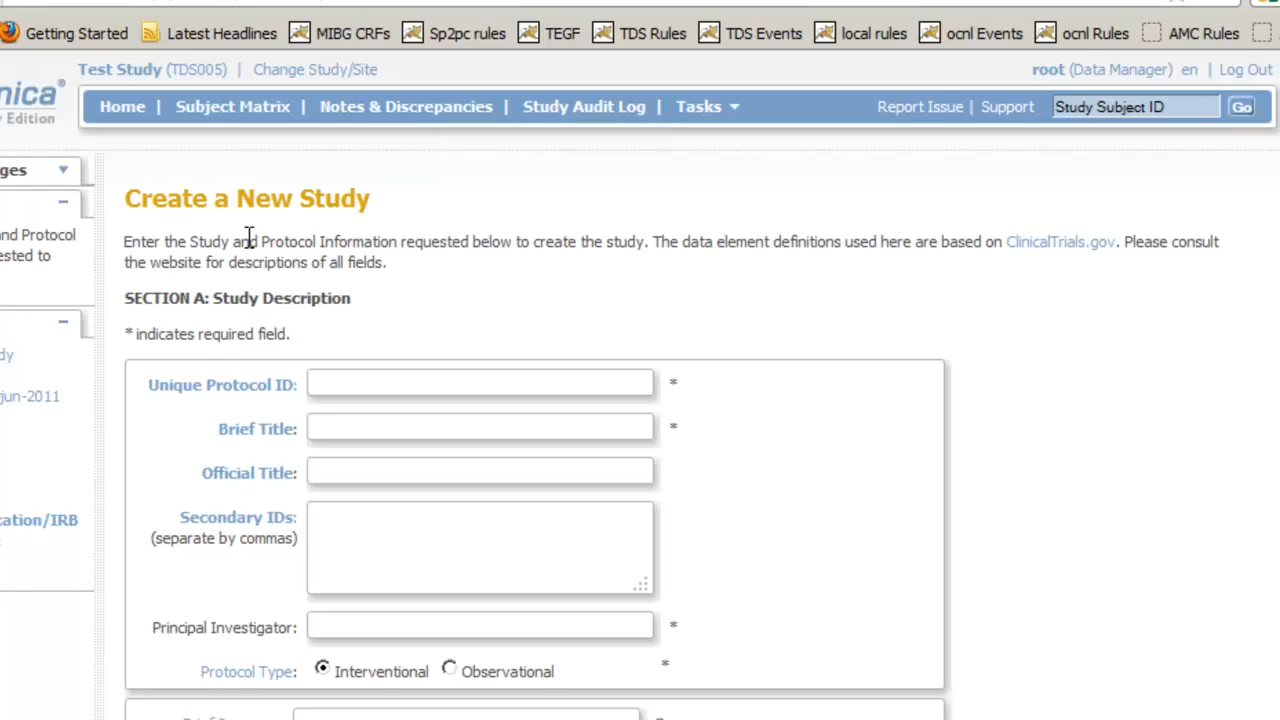 Getting Started Latest Headlines MIBG CRFs Sp2pc rules TEGF TDS Rules TDS Events local rules ocnl Events ocnl Rules AMC Rules
Test Study (TDS005) | Change Study/Site root (Data Manager) en | Log Out
nica®
Edition
Home | Subject Matrix | Notes & Discrepancies | Study Audit Log | Tasks Report Issue | Support Study Subject ID Go
ges
Create a New Study
nd Protocol
ested to
Enter the Study and Protocol Information requested below to create the study. The data element definitions used here are based on ClinicalTrials.gov. Please consult
the website for descriptions of all fields.
SECTION A: Study Description
* indicates required field.
dy
jun-2011
cation/IRB
Unique Protocol ID: *
Brief Title: *
Official Title:
Secondary IDs:
(separate by commas)
Principal Investigator: *
Protocol Type: Interventional Observational *